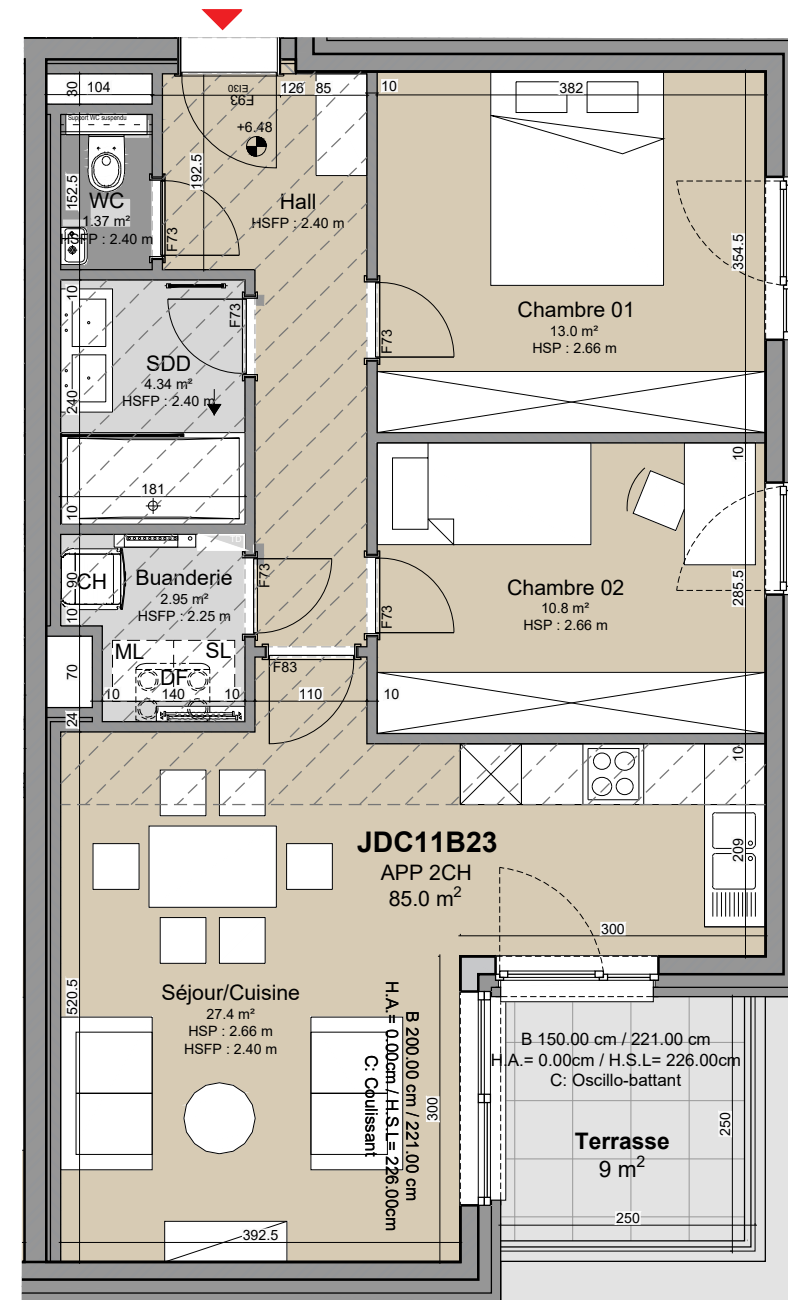 30
104
F93
EI30
126
85
10
382
Support WC suspendu
+6.48
192.5
152.5
WC
1.37 m²
HSFP : 2.40 m
F73
Hall
HSFP : 2.40 m
354.5
10
F73
SDD
4.34 m²
HSFP : 2.40 m
240
F73
Chambre 01
13.0 m²
HSP : 2.66 m
181
10
10
CH
90
10
Buanderie
2.95 m²
HSFP : 2.25 m
F73
F73
Chambre 02
10.8 m²
HSP : 2.66 m
285.5
ML
SL
DF
70
F83
10
140
10
110
10
24
10
JDC11B23
APP 2CH
85.0 m²
209
300
520.5
Séjour/Cuisine
27.4 m²
HSP : 2.66 m
HSFP : 2.40 m
B 200.00 cm / 221.00 cm
H.A.= 0.00cm / H.S.L= 226.00cm
C: Coulissant
300
B 150.00 cm / 221.00 cm
H.A.= 0.00cm / H.S.L= 226.00cm
C: Oscillo-battant
250
Terrasse
9 m²
250
392.5